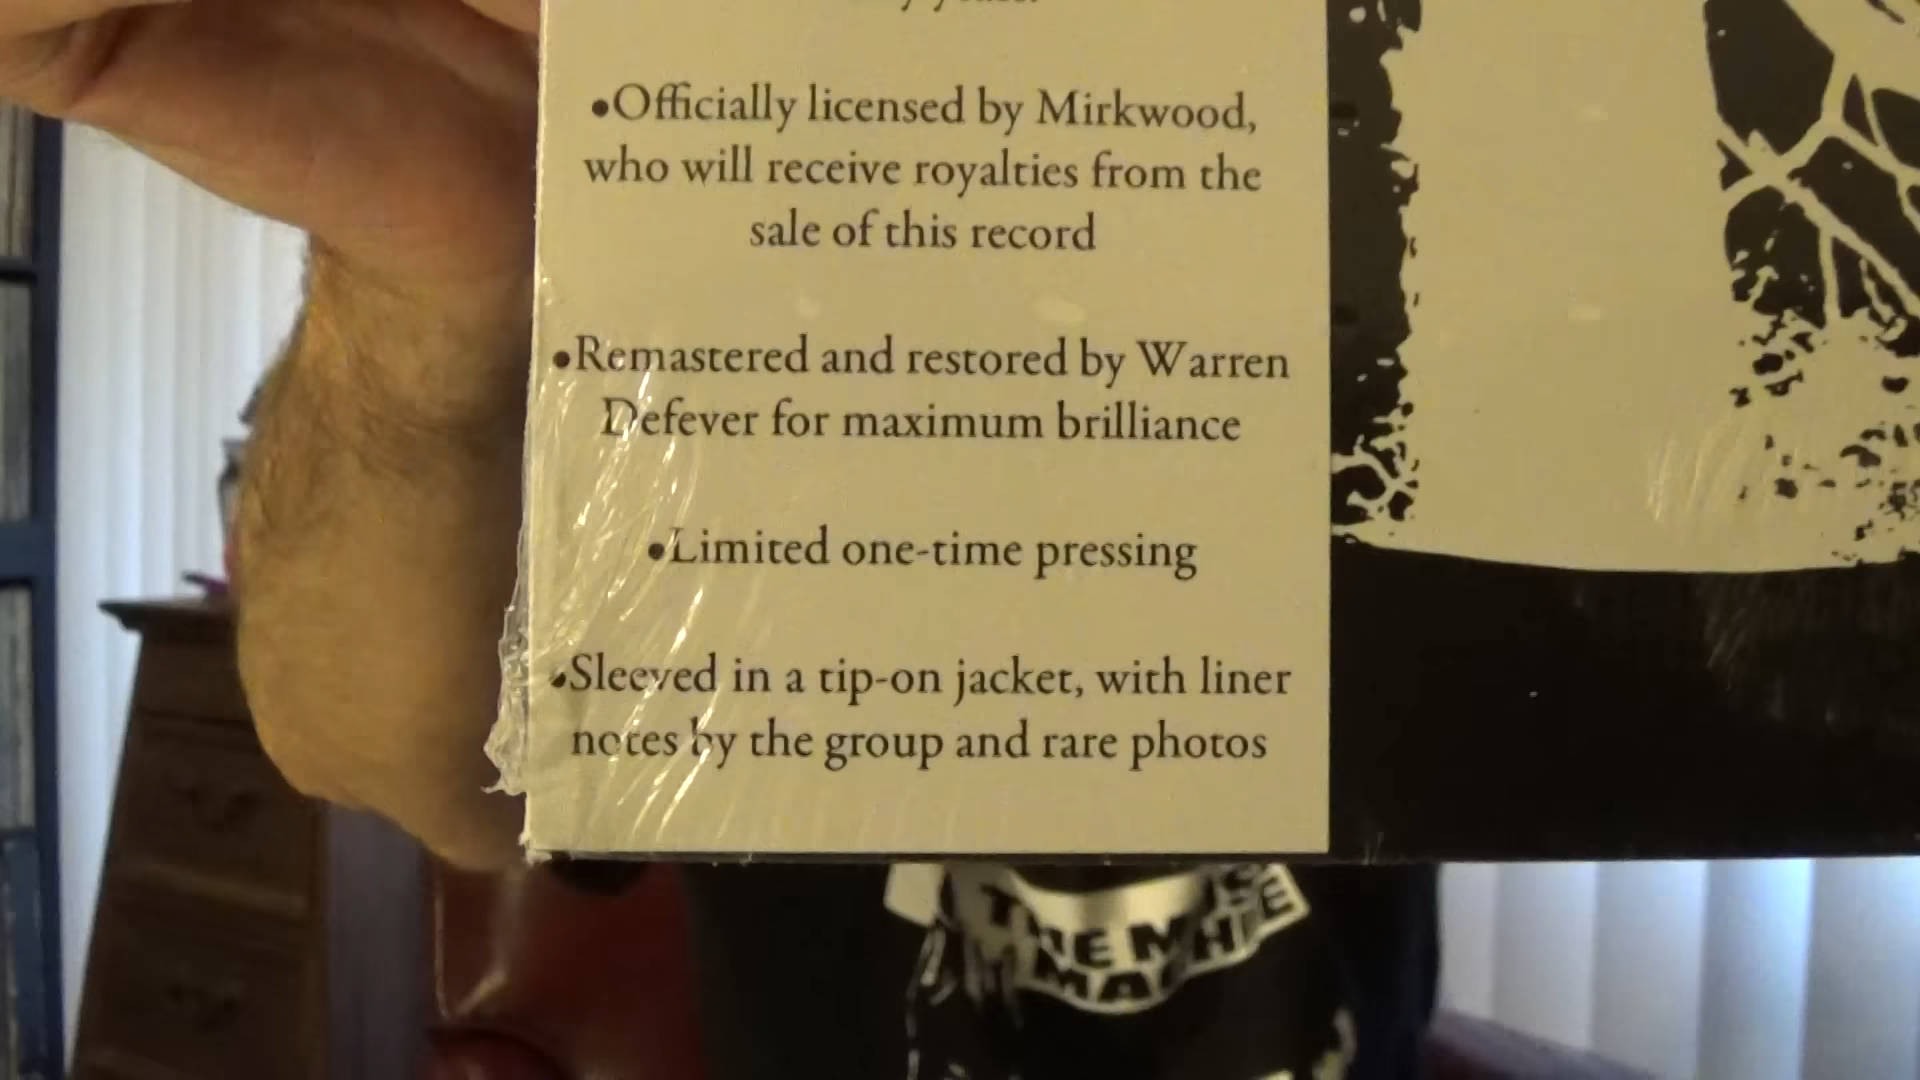 •Officially licensed by Mirkwood,
who will receive royalties from the
sale of this record
•Remastered and restored by Warren
Defever for maximum brilliance
•Limited one-time pressing
•Sleeved in a tip-on jacket, with liner
notes by the group and rare photos
THE